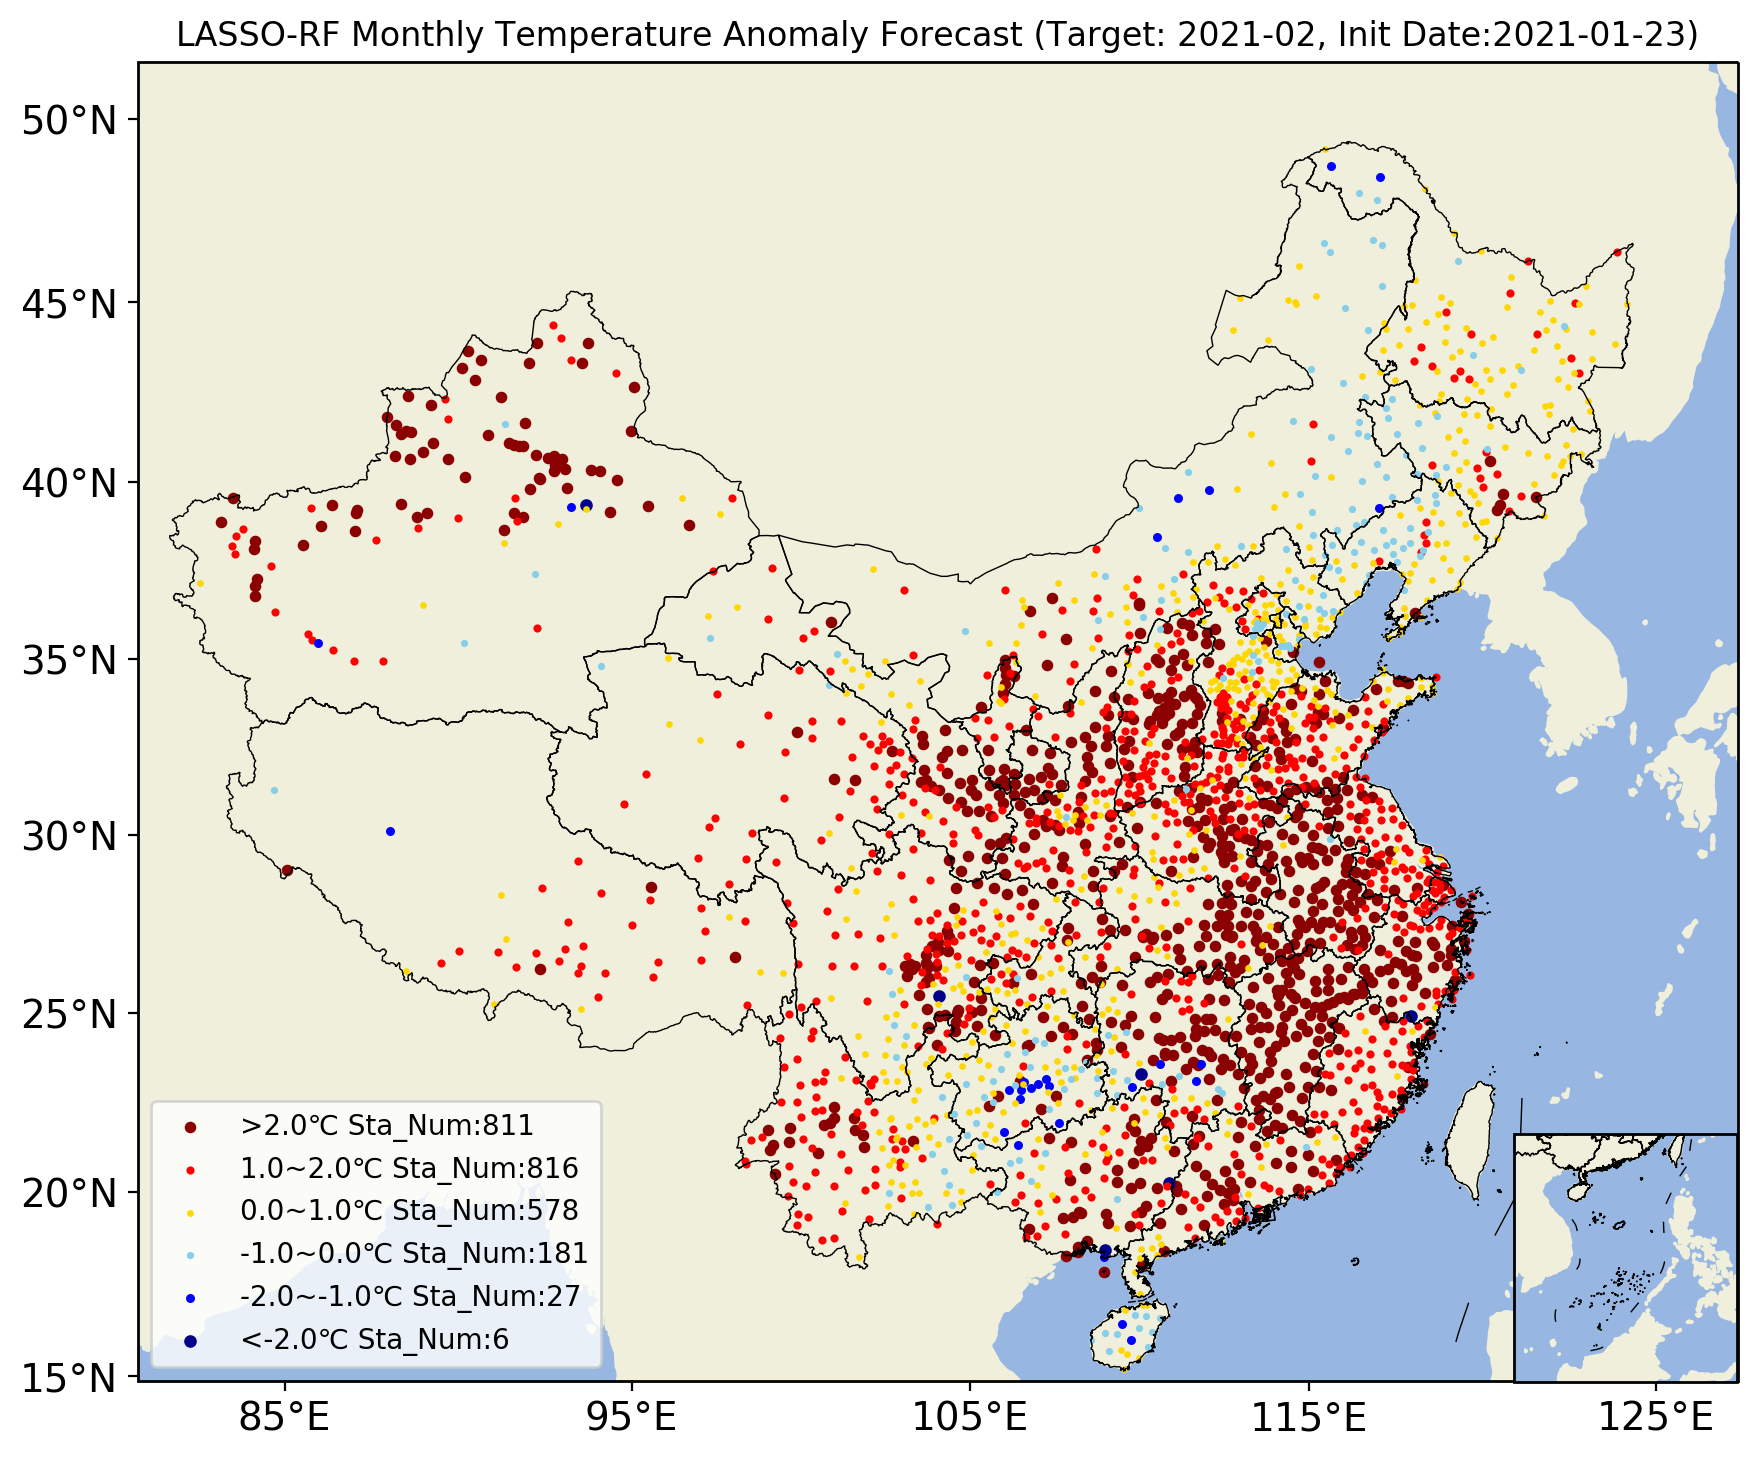 LASSO-RF Monthly Temperature Anomaly Forecast (Target: 2021-02, Init Date:2021-01-23)
50°N
45°N
40°N
35°N
30°N
25°N
20°N
15°N
>2.0℃ Sta_Num:811
1.0~2.0℃ Sta_Num:816
0.0~1.0℃ Sta_Num:578
-1.0~0.0℃ Sta_Num:181
-2.0~-1.0℃ Sta_Num:27
<-2.0℃ Sta_Num:6
85°E
95°E
105°E
115°E
125°E